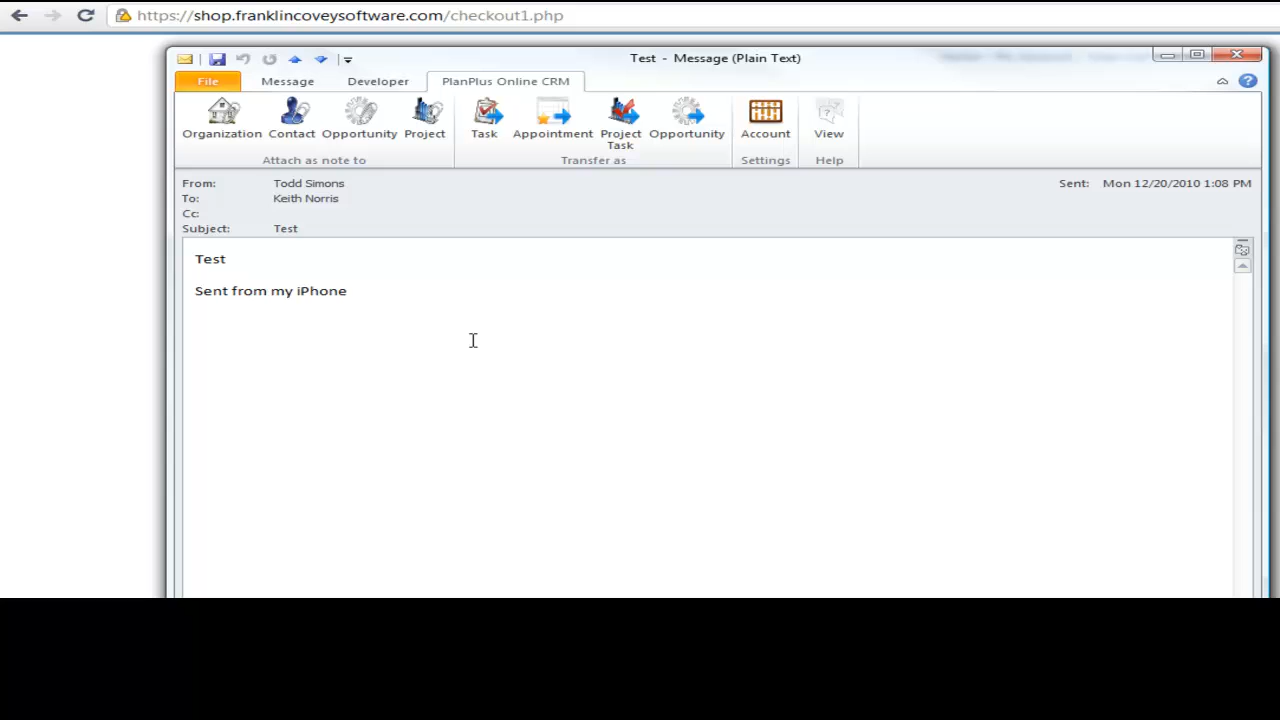 https://shop.franklincoveysoftware.com/checkout1.php
Test - Message (Plain Text)
File Message Developer PlanPlus Online CRM
Organization Contact Opportunity Project Task Appointment Project Task Opportunity Account View
Attach as note to Transfer as Settings Help
From: Todd Simons Sent: Mon 12/20/2010 1:08 PM
To: Keith Norris
Cc:
Subject: Test
Test
Sent from my iPhone